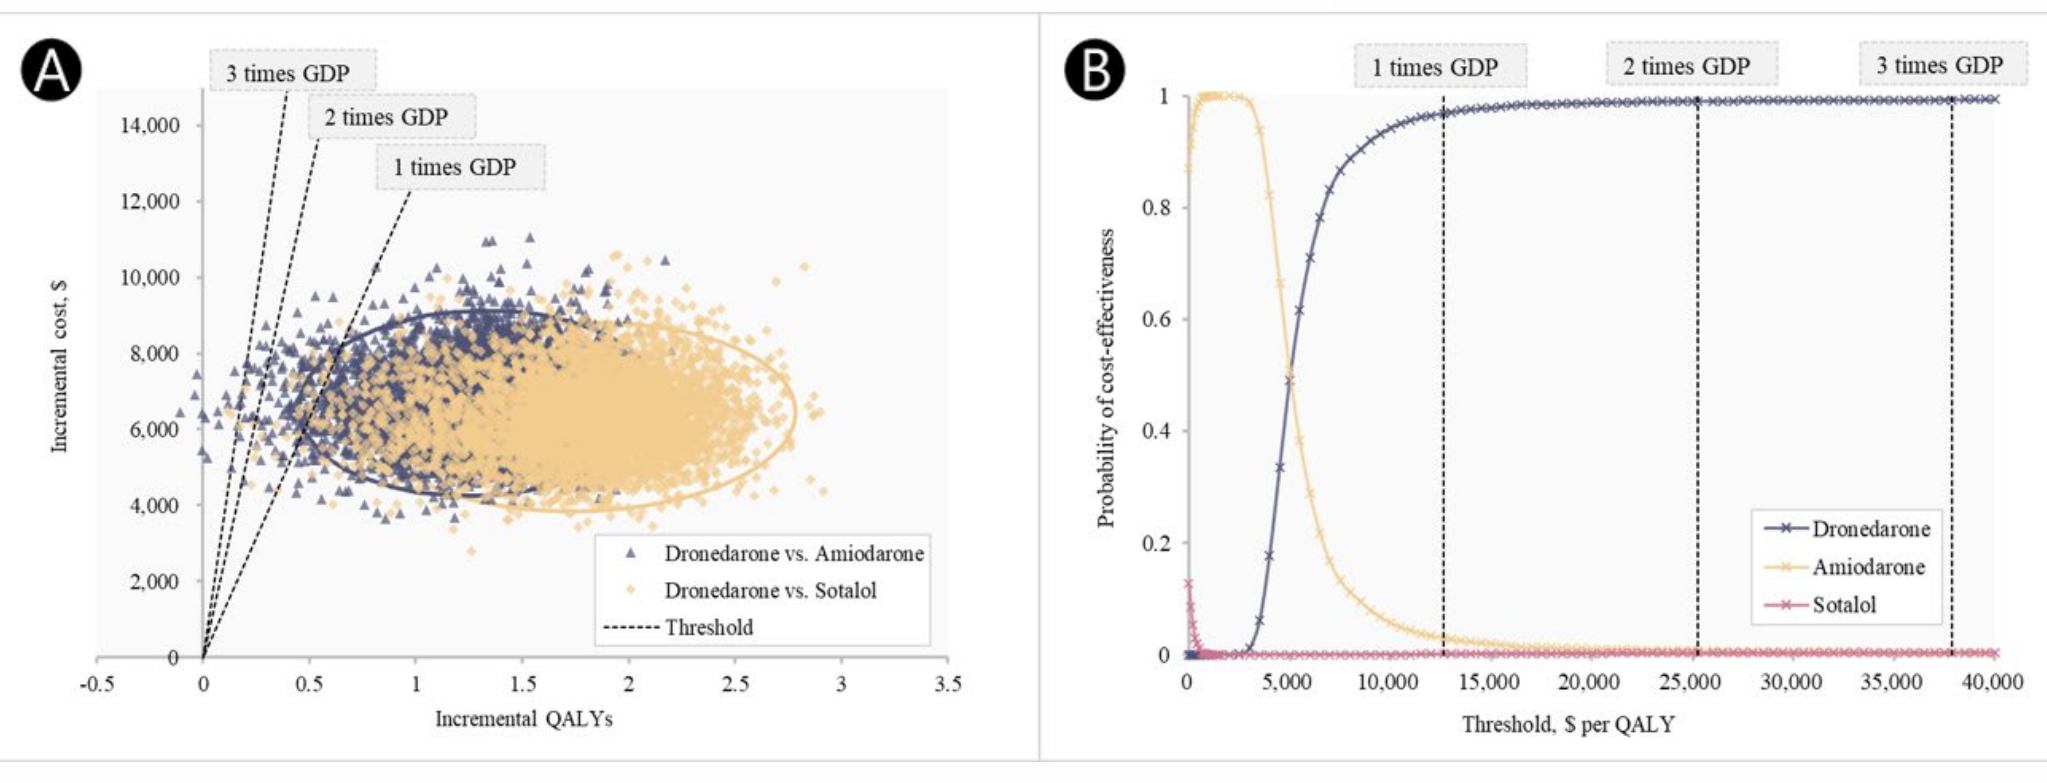 A
3 times GDP
2 times GDP
1 times GDP
14,000
12,000
10,000
8,000
6,000
4,000
2,000
0
-0.5 0 0.5 1 1.5 2 2.5 3 3.5
Incremental cost, $
Incremental QALYs
Dronedarone vs. Amiodarone
Dronedarone vs. Sotalol
Threshold
B
1 times GDP 2 times GDP 3 times GDP
1
0.8
0.6
0.4
0.2
0
0 5,000 10,000 15,000 20,000 25,000 30,000 35,000 40,000
Probability of cost-effectiveness
Threshold, $ per QALY
Dronedarone
Amiodarone
Sotalol